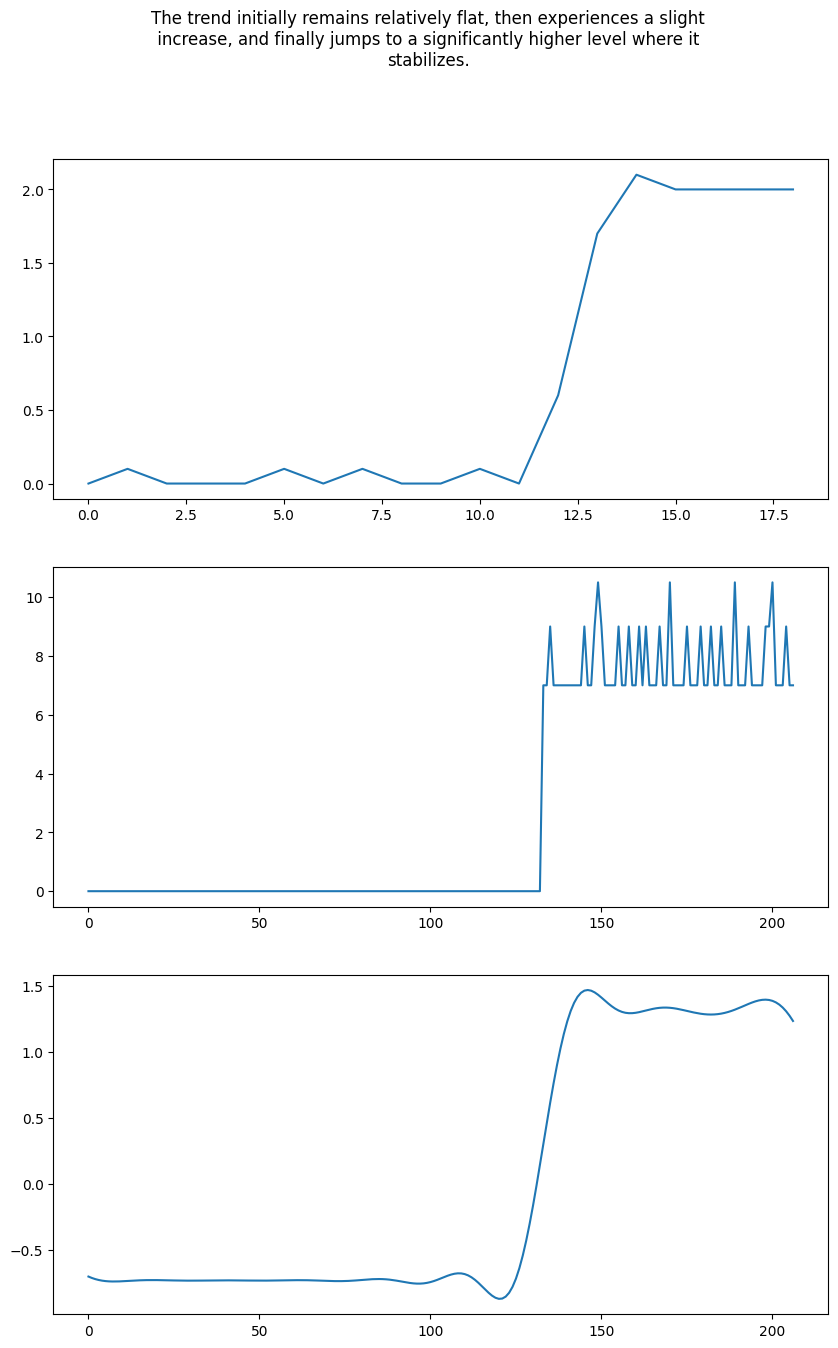 The trend initially remains relatively flat, then experiences a slight
increase, and finally jumps to a significantly higher level where it
stabilizes.
2.0
1.5
1.0
0.5
0.0
0.0 2.5 5.0 7.5 10.0 12.5 15.0 17.5
10
8
6
4
2
0
0 50 100 150 200
1.5
1.0
0.5
0.0
−0.5
0 50 100 150 200